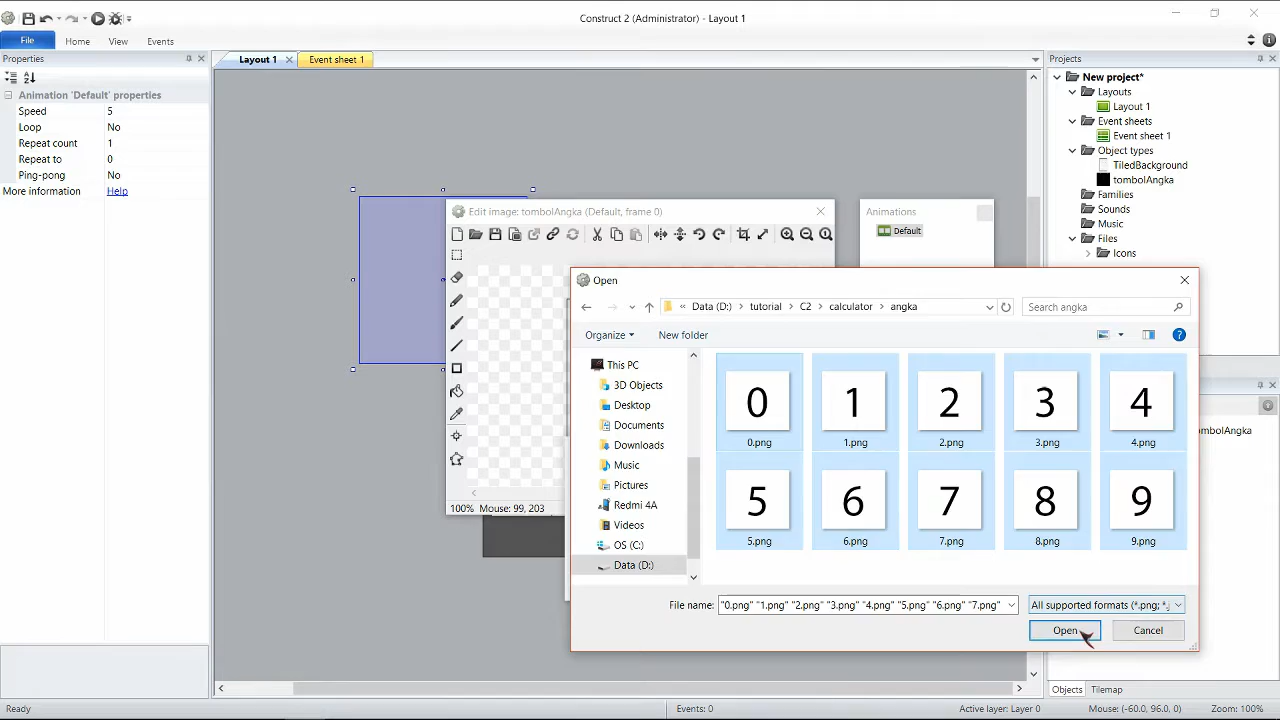 Construct 2 (Administrator) - Layout 1
File Home View Events
Properties
Animation 'Default' properties
Speed 5
Loop No
Repeat count 1
Repeat to 0
Ping-pong No
More information Help
Layout 1
Event sheet 1
Edit image: tombolAngka (Default, frame 0)
100% Mouse: 99, 203
Animations
Default
Open
« Data (D:) tutorial C2 calculator angka
Search angka
Organize New folder
This PC
3D Objects
Desktop
Documents
Downloads
Music
Pictures
Redmi 4A
Videos
OS (C:)
Data (D:)
0 1 2 3 4
0.png 1.png 2.png 3.png 4.png
5 6 7 8 9
5.png 6.png 7.png 8.png 9.png
File name: "0.png" "1.png" "2.png" "3.png" "4.png" "5.png" "6.png" "7.png"
All supported formats (*.png; *.
Open Cancel
Projects
New project*
Layouts
Layout 1
Event sheets
Event sheet 1
Object types
TiledBackground
tombolAngka
Families
Sounds
Music
Files
Icons
ombolAngka
Objects Tilemap
Ready Events: 0 Active layer: Layer 0 Mouse: (-60.0, 96.0, 0) Zoom: 100%